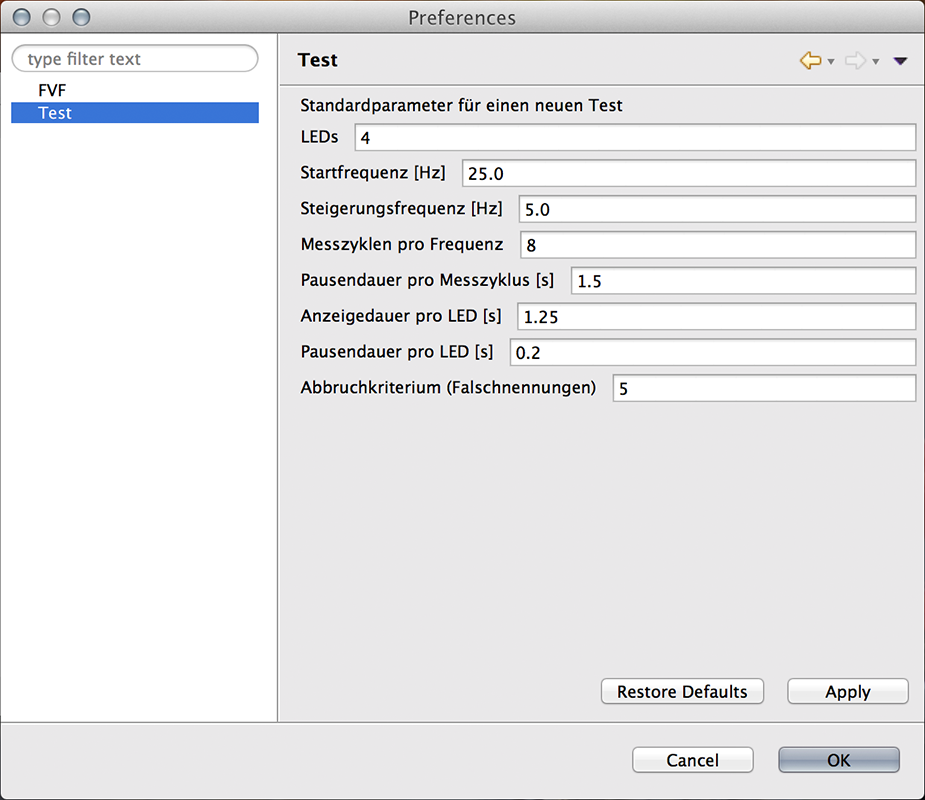 Preferences
type filter text
FVF
Test
Test
Standardparameter für einen neuen Test
LEDs 4
Startfrequenz [Hz] 25.0
Steigerungsfrequenz [Hz] 5.0
Messzyklen pro Frequenz 8
Pausendauer pro Messzyklus [s] 1.5
Anzeigedauer pro LED [s] 1.25
Pausendauer pro LED [s] 0.2
Abbruchkriterium (Falschnennungen) 5
Restore Defaults Apply
Cancel OK